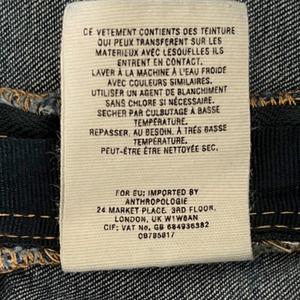 CE VETEMENT CONTIENTS DES TEINTURE
QUI PEUX TRANSFERENT SUR LES
MATERIEUX AVEC LESQUELLES ILS
ENTRENT EN CONTACT.
LAVER À LA MACHINE À L'EAU FROIDE
AVEC COULEURS SIMILAIRES.
UTILISER UN AGENT DE BLANCHIMENT
SANS CHLORE SI NÉCESSAIRE.
SECHER PAR CULBUTAGE À BASSE
TEMPÉRATURE.
REPASSER, AU BESOIN, À TRÈS BASSE
TEMPÉRATURE.
PEUT-ÊTRE ÊTRE NETTOYÉE SEC.
FOR EU: IMPORTED BY
ANTHROPOLOGIE
24 MARKET PLACE, 3RD FLOOR,
LONDON, UK W1W8AN
CIF: VAT No. GB 684936382